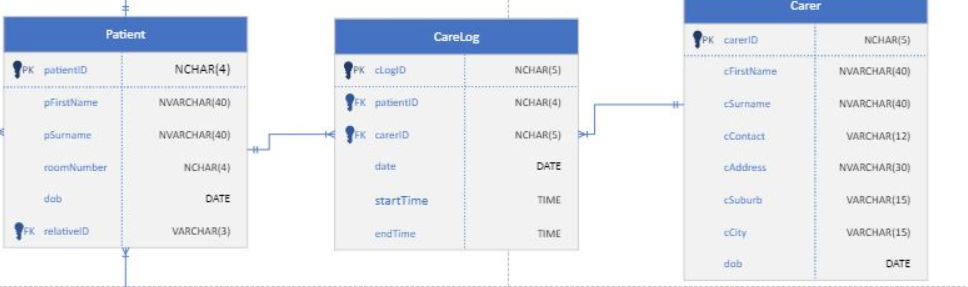 Patient
PK patientID NCHAR(4)
pFirstName NVARCHAR(40)
pSurname NVARCHAR(40)
roomNumber NCHAR(4)
dob DATE
FK relativeID VARCHAR(3)
CareLog
PK cLogID NCHAR(5)
FK patientID NCHAR(4)
FK carerID NCHAR(5)
date DATE
startTime TIME
endTime TIME
Carer
PK carerID NCHAR(5)
cFirstName NVARCHAR(40)
cSurname NVARCHAR(40)
cContact VARCHAR(12)
cAddress NVARCHAR(30)
cSuburb VARCHAR(15)
cCity VARCHAR(15)
dob DATE